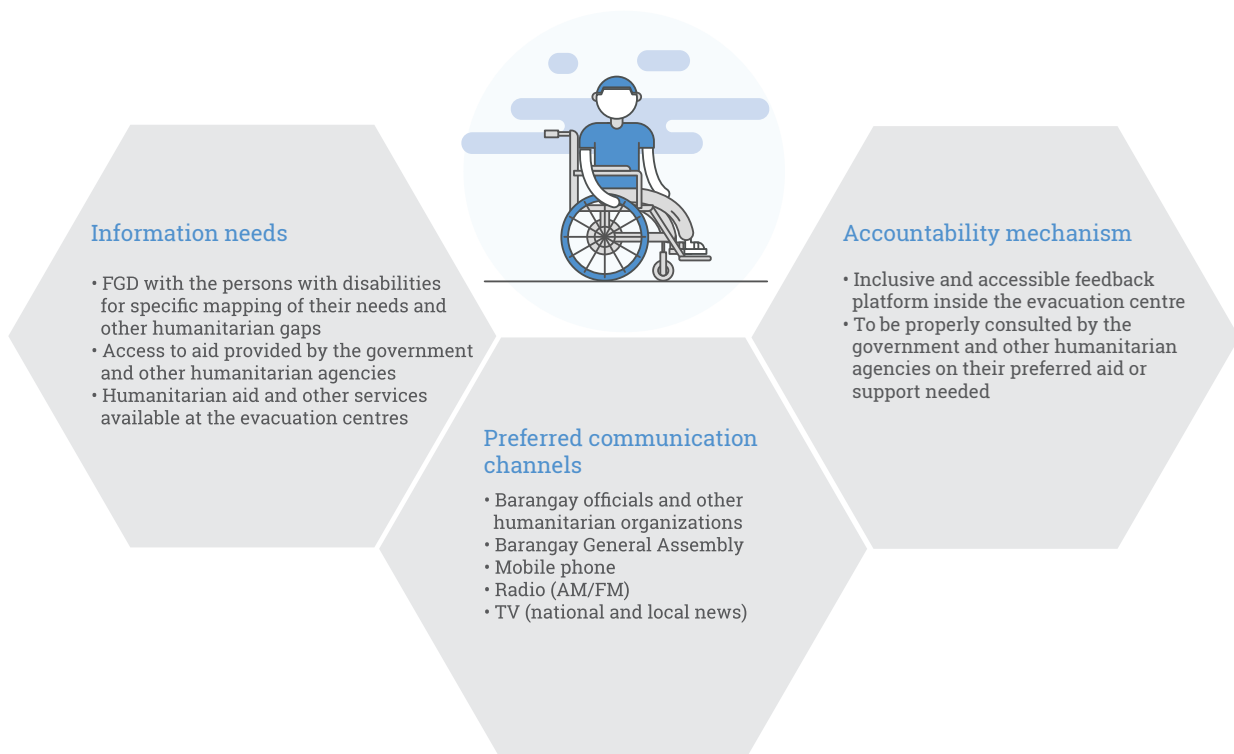 Information needs
• FGD with the persons with disabilities
for specific mapping of their needs and
other humanitarian gaps
• Access to aid provided by the government
and other humanitarian agencies
• Humanitarian aid and other services
available at the evacuation centres
Preferred communication
channels
• Barangay officials and other
humanitarian organizations
• Barangay General Assembly
• Mobile phone
• Radio (AM/FM)
• TV (national and local news)
Accountability mechanism
• Inclusive and accessible feedback
platform inside the evacuation centre
• To be properly consulted by the
government and other humanitarian
agencies on their preferred aid or
support needed